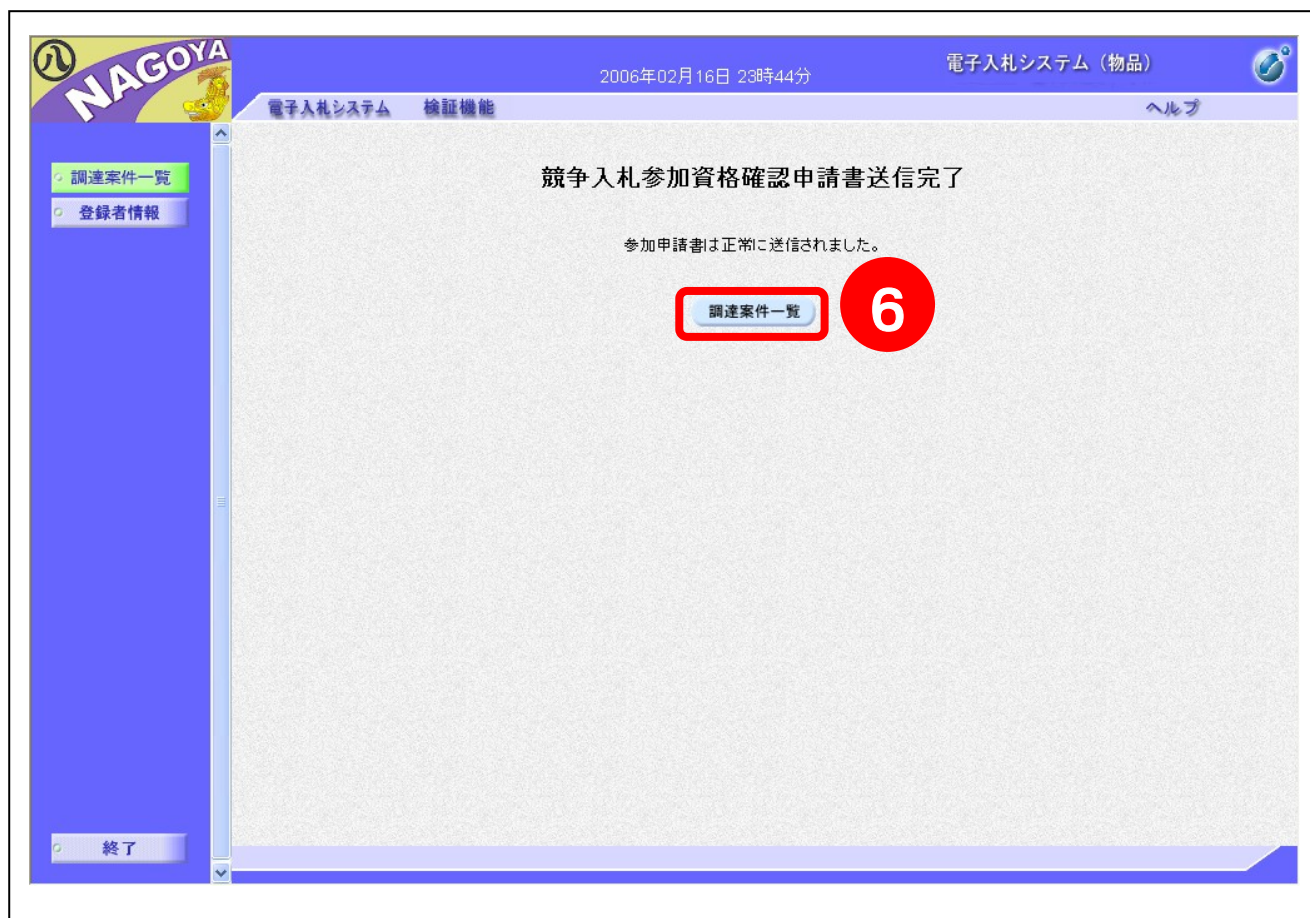 八
NAGOYA
2006年02月16日 23時44分
電子入札システム（物品）
電子入札システム 検証機能
ヘルプ
調達案件一覧
登録者情報
競争入札参加資格確認申請書送信完了
参加申請書は正常に送信されました。
調達案件一覧
6
終了